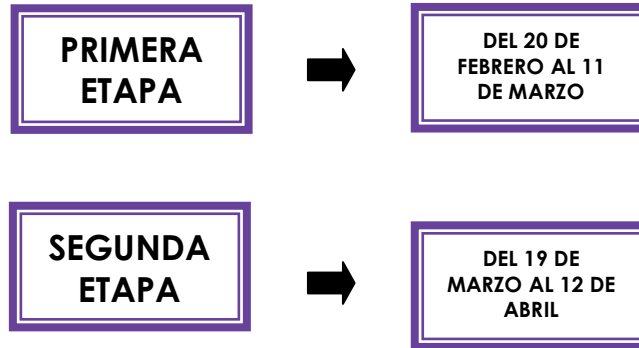 PRIMERA
ETAPA
DEL 20 DE
FEBRERO AL 11
DE MARZO
SEGUNDA
ETAPA
DEL 19 DE
MARZO AL 12 DE
ABRIL